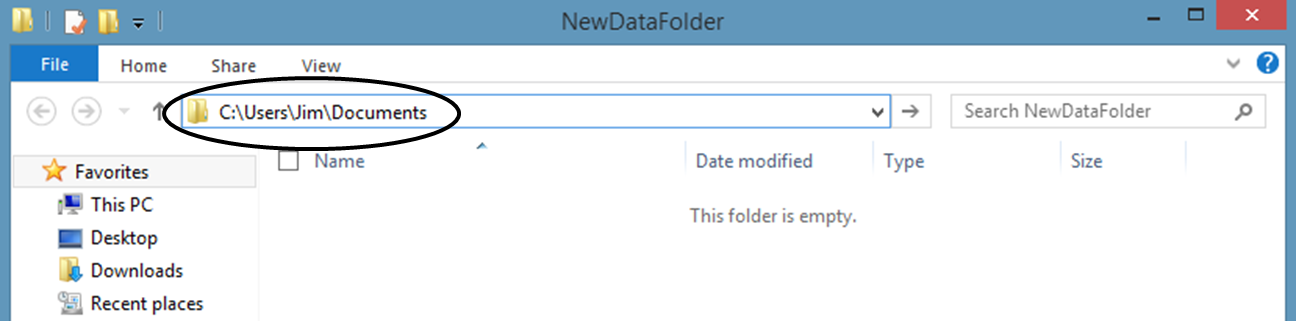 NewDataFolder
File Home Share View
C:\Users\Jim\Documents Search NewDataFolder
Favorites Name Date modified Type Size
This PC
This folder is empty.
Desktop
Downloads
Recent places